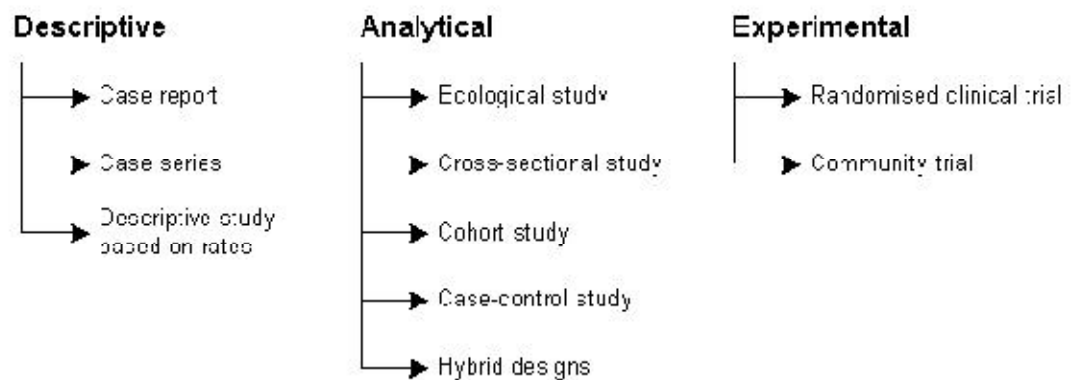 Descriptive
Case report
Case series
Descriptive study
based on rates
Analytical
Ecological study
Cross-sectional study
Cohort study
Case-control study
Hybrid designs
Experimental
Randomised clinical trial
Community trial